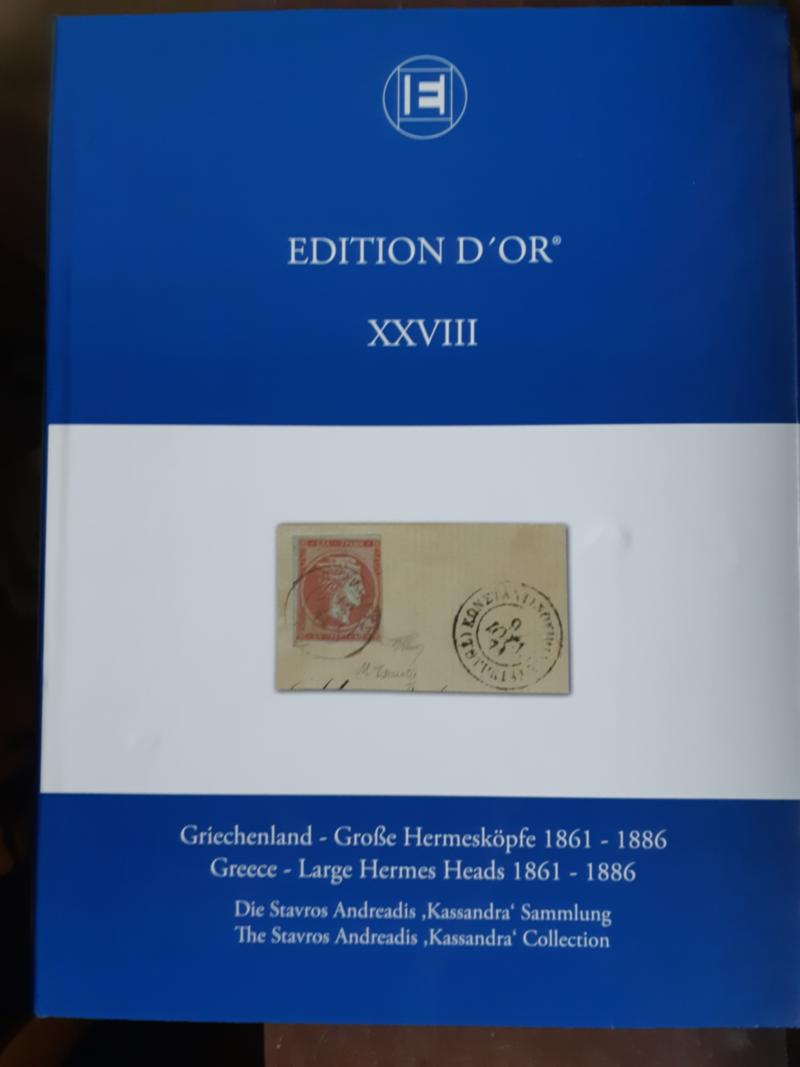 E
EDITION D´OR®
XXVIII
Griechenland - Große Hermesköpfe 1861 - 1886
Greece - Large Hermes Heads 1861 - 1886
Die Stavros Andreadis ‚Kassandra‘ Sammlung
The Stavros Andreadis ‚Kassandra‘ Collection